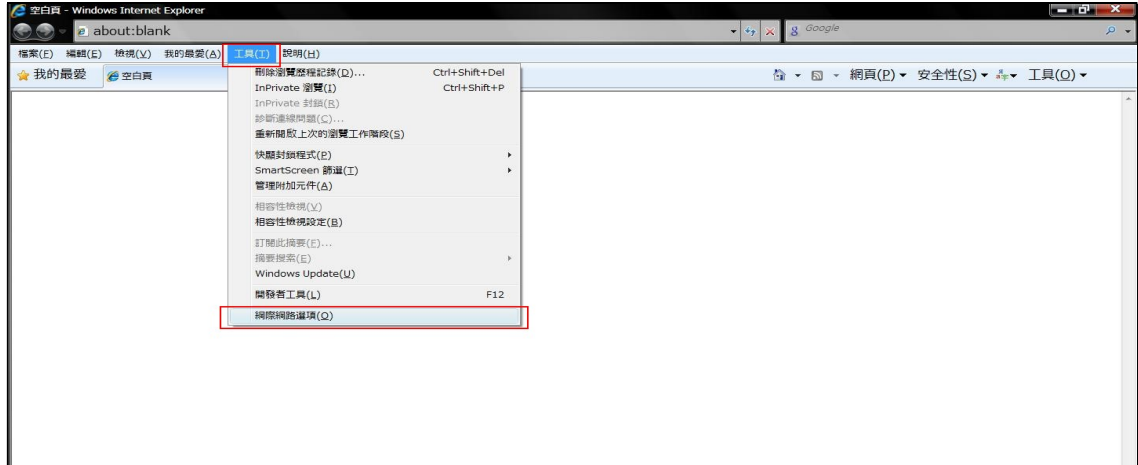 空白頁 - Windows Internet Explorer
about:blank
Google
檔案(F) 編輯(E) 檢視(V) 我的最愛(A) 工具(T) 說明(H)
我的最愛 空白頁 網頁(P) 安全性(S) 工具(O)
刪除瀏覽歷程記錄(D)... Ctrl+Shift+Del
InPrivate 瀏覽(I) Ctrl+Shift+P
InPrivate 封鎖(R)
診斷連線問題(C)...
重新開啟上次的瀏覽工作階段(S)
快顯封鎖程式(P)
SmartScreen 篩選(T)
管理附加元件(A)
相容性檢視(V)
相容性檢視設定(B)
訂閱此摘要(F)...
摘要搜索(E)
Windows Update(U)
開發者工具(L) F12
網際網路選項(O)